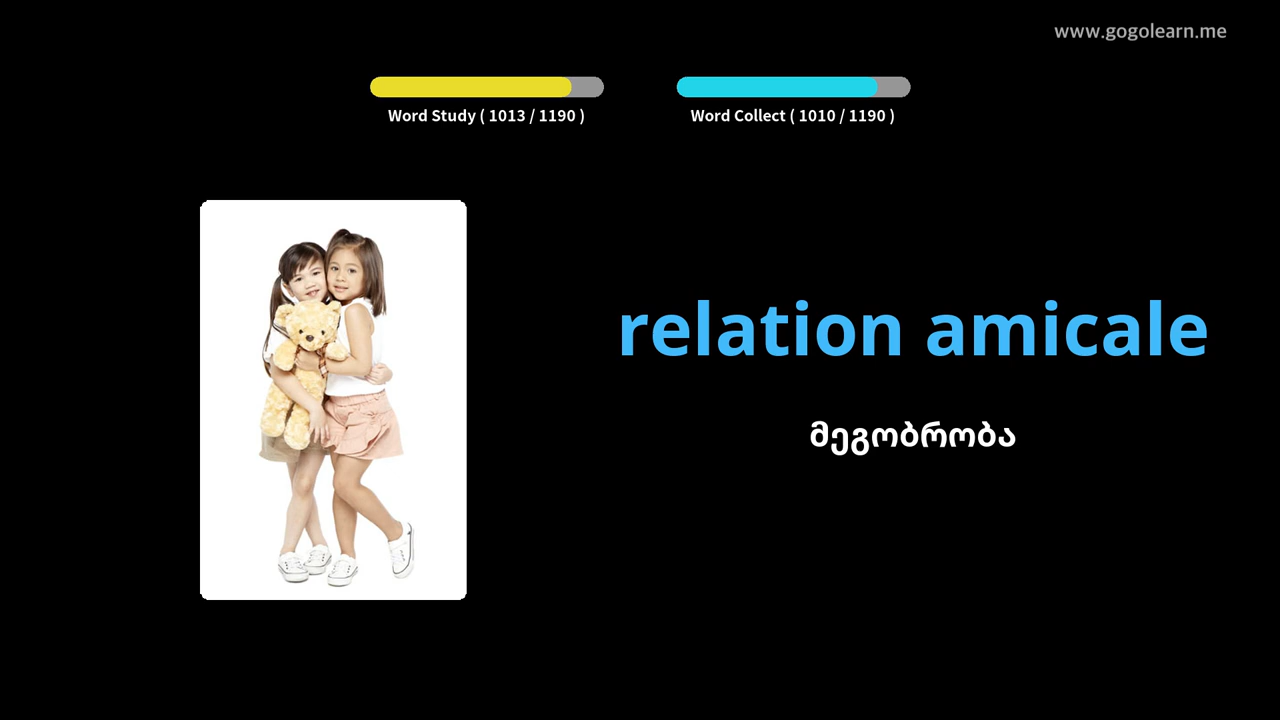 www.gogolearn.me
Word Study ( 1013 / 1190 )
Word Collect ( 1010 / 1190 )
relation amicale
მეგობრობა